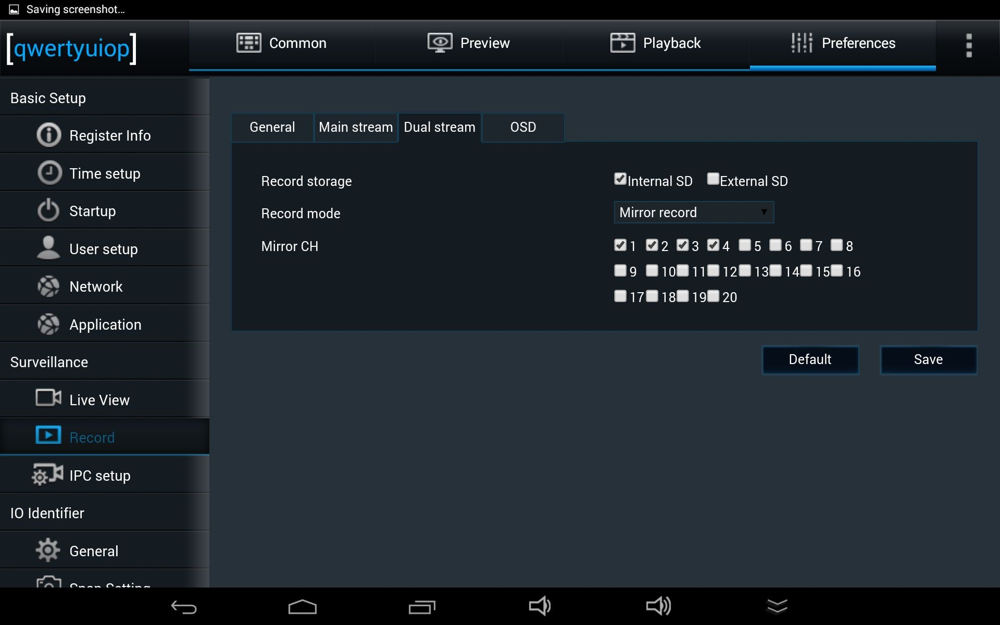 Saving screenshot...
[qwertyuiop]
Common
Preview
Playback
Preferences
Basic Setup
Register Info
Time setup
Startup
User setup
Network
Application
Surveillance
Live View
Record
IPC setup
IO Identifier
General
Snap Setting
General
Main stream
Dual stream
OSD
Record storage
Internal SD
External SD
Record mode
Mirror record
Mirror CH
1 2 3 4 5 6 7 8
9 10 11 12 13 14 15 16
17 18 19 20
Default
Save